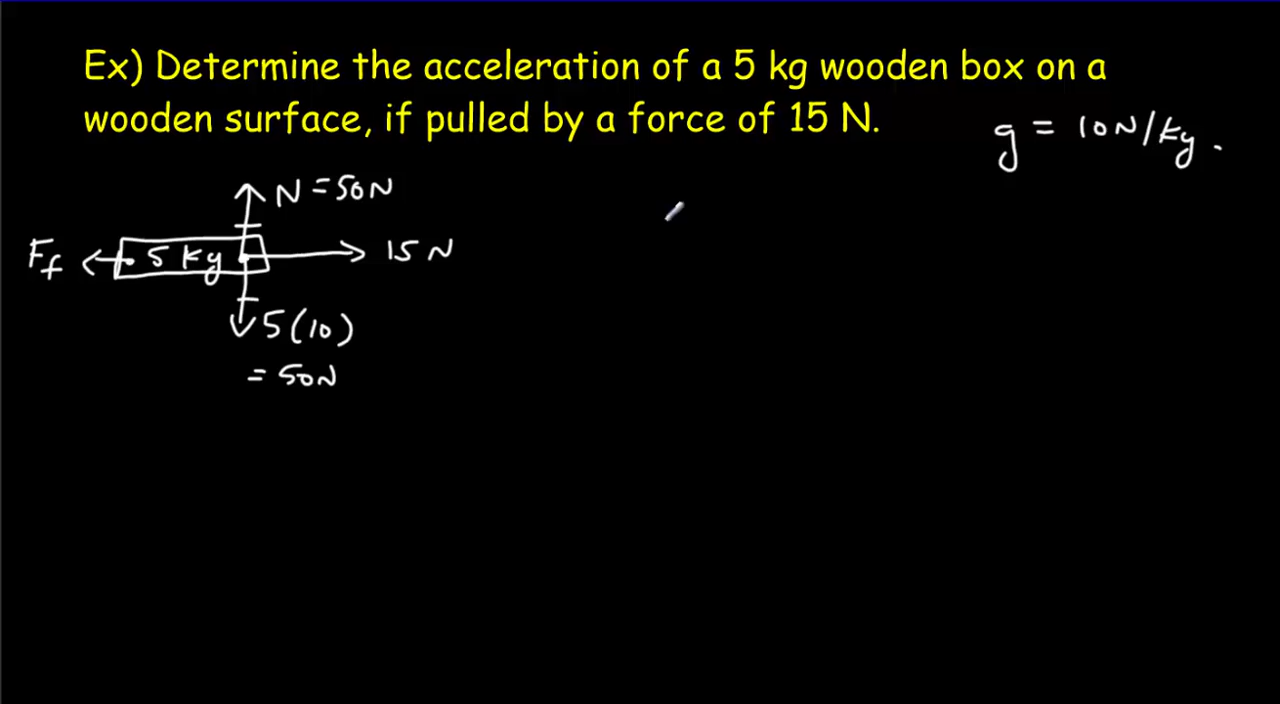 Ex) Determine the acceleration of a 5 kg wooden box on a
wooden surface, if pulled by a force of 15 N.
g = 10N/kg.
N = 50N
Ff
5 kg
15 N
5(10)
= 50N